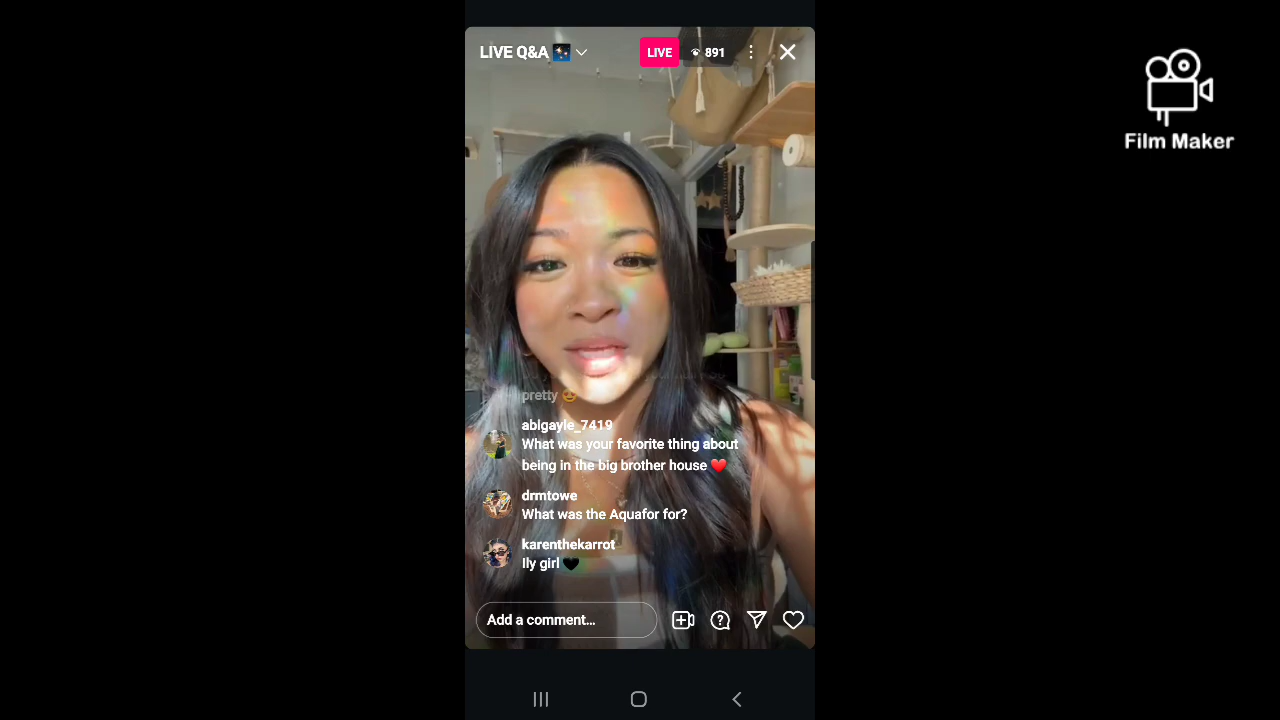 LIVE Q&A
LIVE
891
Film Maker
pretty 😍
abigayle_7419
What was your favorite thing about
being in the big brother house ❤️
drmtowe
What was the Aquafor for?
karenthekarrot
Ily girl 🖤
Add a comment...